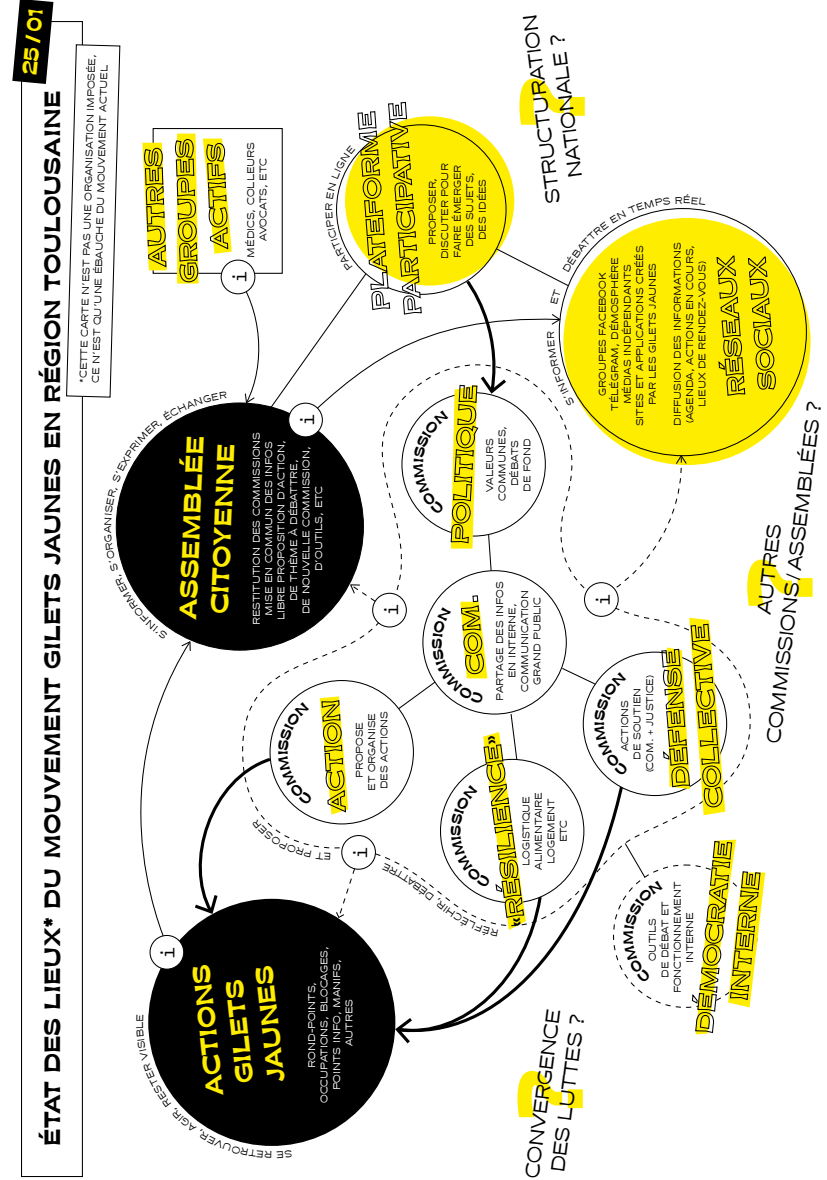 25/01
ÉTAT DES LIEUX* DU MOUVEMENT GILETS JAUNES EN RÉGION TOULOUSAINE
*CETTE CARTE N'EST PAS UNE ORGANISATION IMPOSÉE,
CE N'EST QU'UNE ÉBAUCHE DU MOUVEMENT ACTUEL
SE RETROUVER, AGIR, RESTER VISIBLE
ACTIONS
GILETS
JAUNES
ROND-POINTS,
OCCUPATIONS, BLOCAGES,
POINTS INFO, MANIFS,
AUTRES
i
S'INFORMER, S'ORGANISER, S'EXPRIMER, ÉCHANGER
ASSEMBLÉE
CITOYENNE
RESTITUTION DES COMMISSIONS
MISE EN COMMUN DES INFOS
LIBRE PROPOSITION D'ACTION,
DE THÈME À DÉBATTRE,
DE NOUVELLE COMMISSION,
D'OUTILS, ETC
i
AUTRES
GROUPES
ACTIFS
MÉDICS, COLLEURS
AVOCATS, ETC
i
PARTICIPER EN LIGNE
PLATEFORME
PARTICIPATIVE
PROPOSER,
DISCUTER POUR
FAIRE ÉMERGER
DES SUJETS,
DES IDÉES
RÉFLÉCHIR, DÉBATTRE
ET PROPOSER
i
i
i
COMMISSION
ACTION
PROPOSE
ET ORGANISE
DES ACTIONS
COMMISSION
COM.
PARTAGE DES INFOS
EN INTERNE,
COMMUNICATION
GRAND PUBLIC
COMMISSION
POLITIQUE
VALEURS
COMMUNES,
DÉBATS
DE FOND
COMMISSION
«RÉSILIENCE»
LOGISTIQUE
ALIMENTAIRE
LOGEMENT
ETC
COMMISSION
ACTIONS
DE SOUTIEN
(COM. + JUSTICE)
DÉFENSE
COLLECTIVE
COMMISSION
OUTILS
DE DÉBAT ET
FONCTIONNEMENT
INTERNE
DÉMOCRATIE
INTERNE
S'INFORMER ET DÉBATTRE EN TEMPS RÉEL
GROUPES FACEBOOK
TÉLÉGRAM, DÉMOSPHÈRE
MÉDIAS INDÉPENDANTS
SITES ET APPLICATIONS CRÉÉS
PAR LES GILETS JAUNES
DIFFUSION DES INFORMATIONS
(AGENDA, ACTIONS EN COURS,
LIEUX DE RENDEZ-VOUS)
RÉSEAUX
SOCIAUX
CONVERGENCE
DES LUTTES ?
?
AUTRES
COMMISSIONS/ASSEMBLÉES ?
?
STRUCTURATION
NATIONALE ?
?